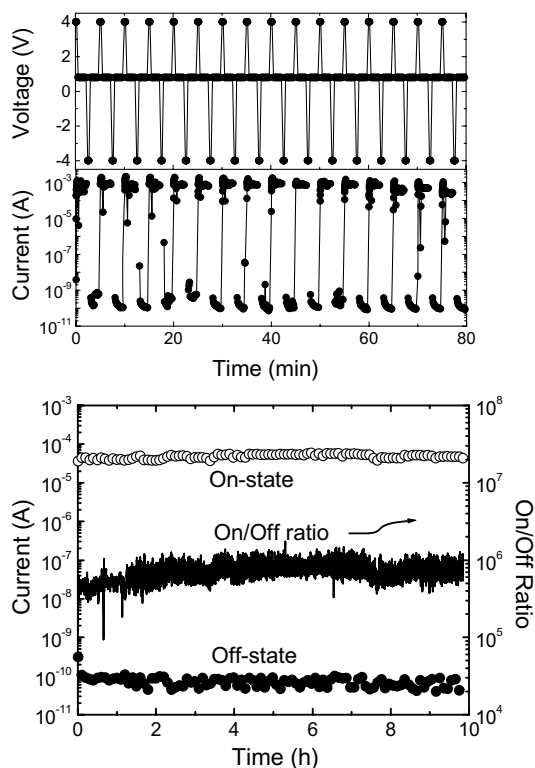 4
2
0
-2
-4
Voltage (V)
10⁻³
10⁻⁵
10⁻⁷
10⁻⁹
10⁻¹¹
Current (A)
0 20 40 60 80
Time (min)
10⁻³
10⁻⁴
10⁻⁵
10⁻⁶
10⁻⁷
10⁻⁸
10⁻⁹
10⁻¹⁰
10⁻¹¹
Current (A)
On-state
On/Off ratio
Off-state
10⁸
10⁷
10⁶
10⁵
10⁴
On/Off Ratio
0 2 4 6 8 10
Time (h)